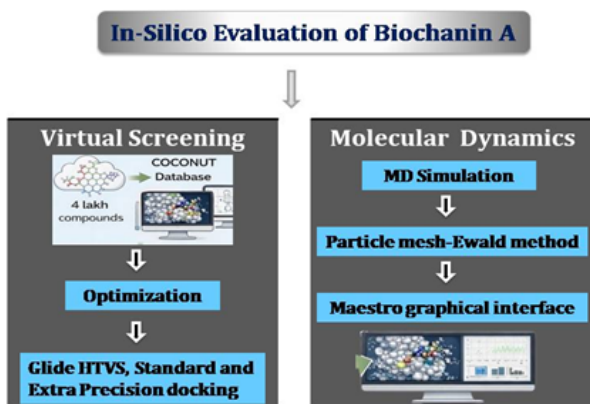 In-Silico Evaluation of Biochanin A
Virtual Screening
COCONUT
Database
4 lakh
compounds
Optimization
Glide HTVS, Standard and
Extra Precision docking
Molecular Dynamics
MD Simulation
Particle mesh-Ewald method
Maestro graphical interface